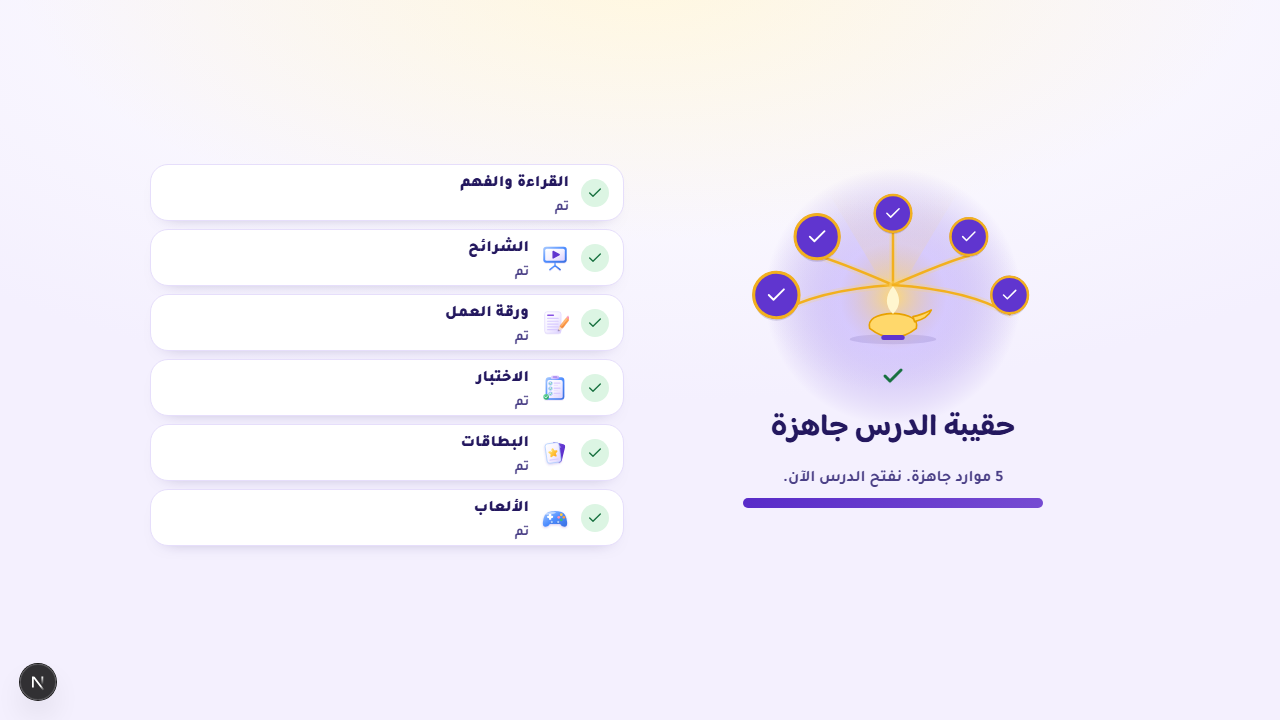 حقيبة الدرس جاهزة
5 موارد جاهزة. نفتح الدرس الآن.
القراءة والفهم
تم
الشرائح
تم
ورقة العمل
تم
الاختبار
تم
البطاقات
تم
الألعاب
تم
N